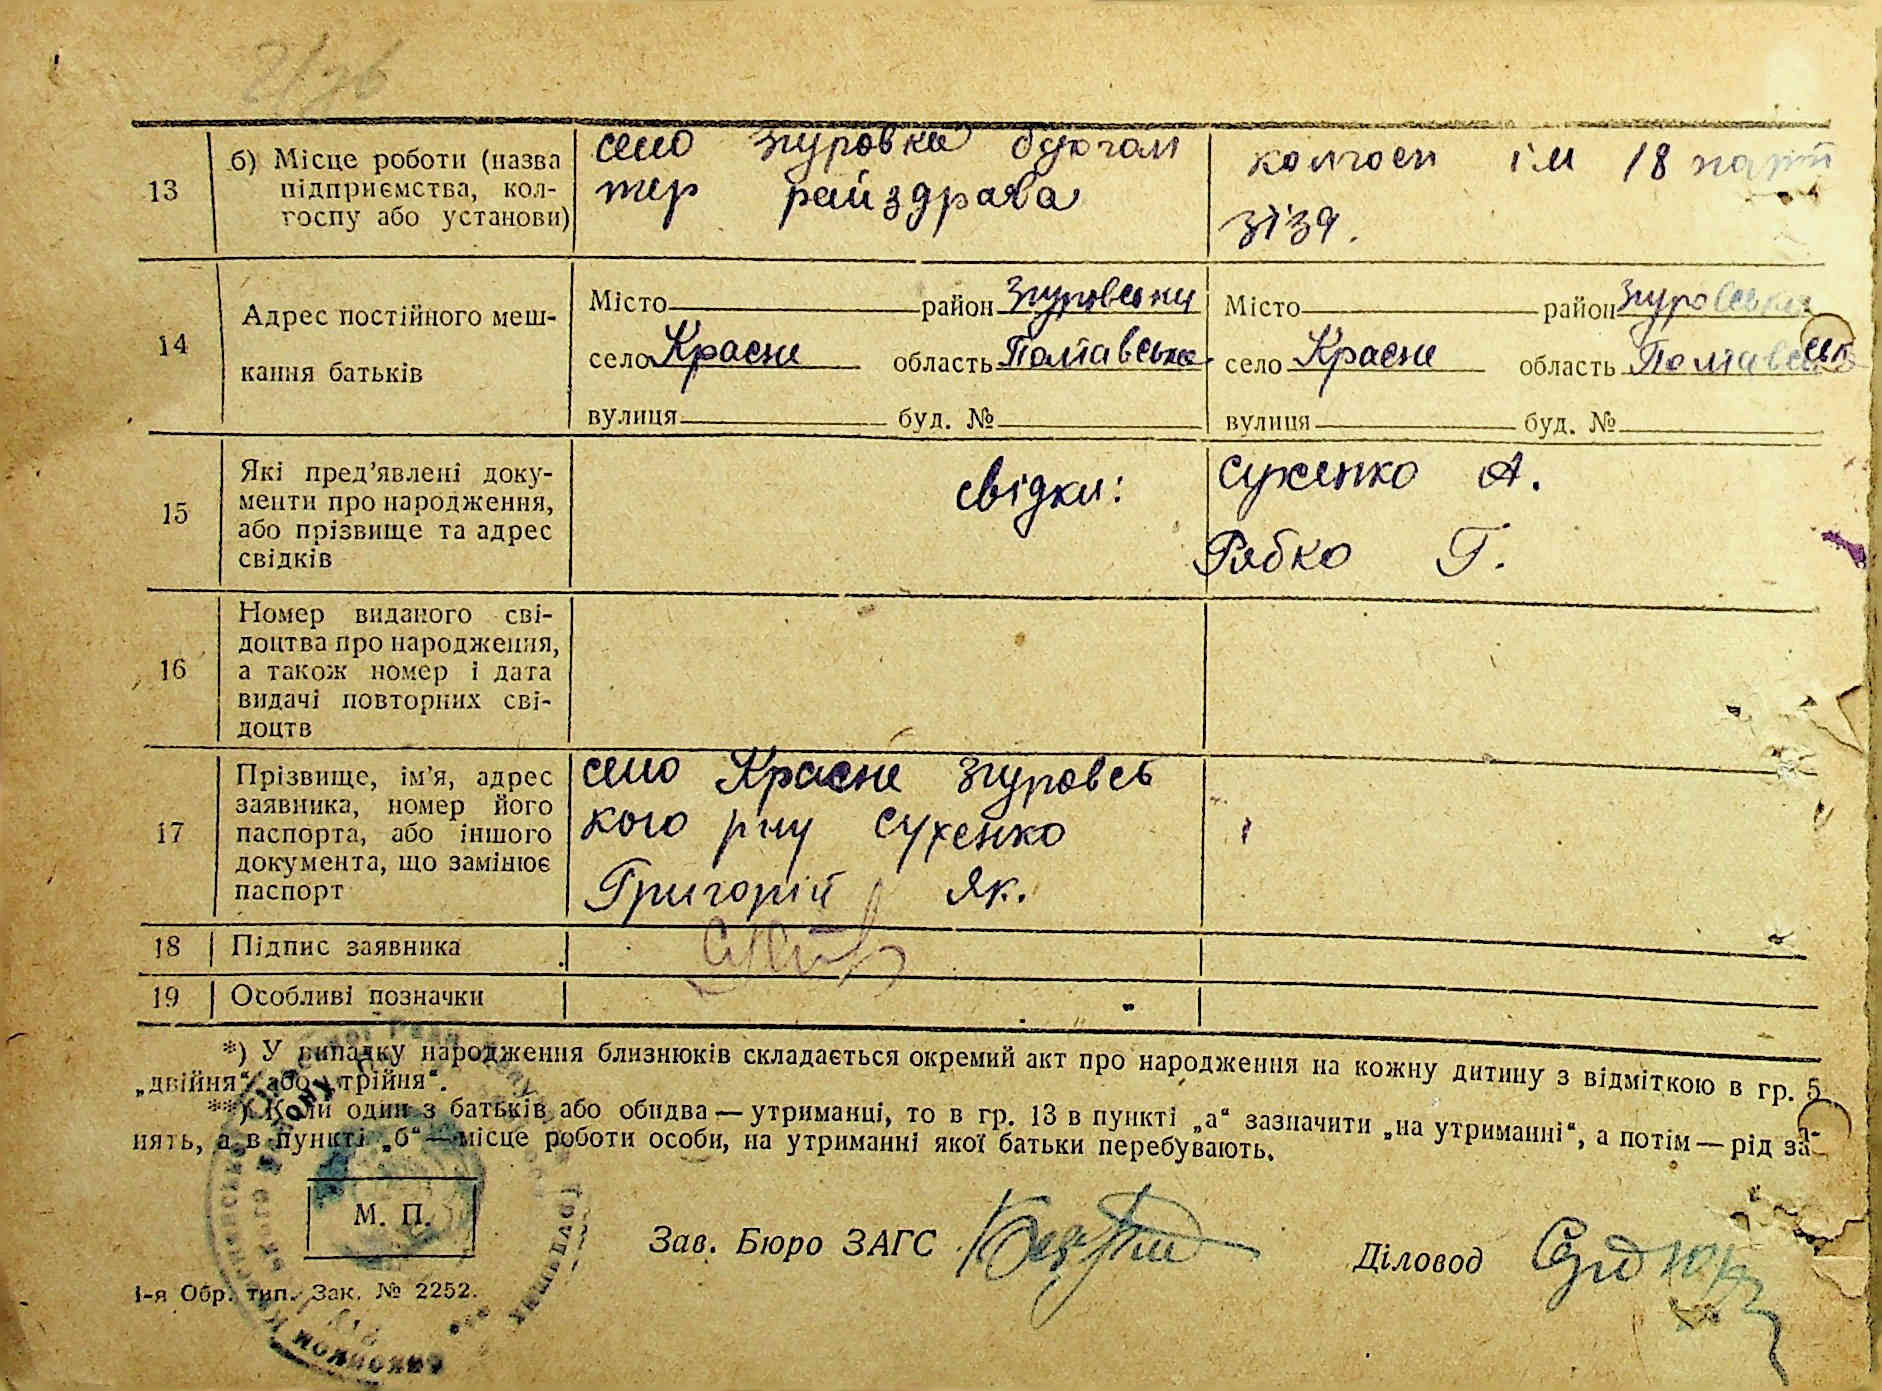 13 б) Місце роботи (назва підприємства, кол-
госпу або установи)
село Згуровка бухгал
тер райздрава
колгосп ім 18 парт
зізд.
14 Адрес постійного меш-
кання батьків
Місто район Згуровськи
село Красне область Полтавська
вулиця буд. №
Місто район Згуровськи
село Красне область Полтавськ
вулиця буд. №
15 Які пред'явлені доку-
менти про народження,
або прізвище та адрес
свідків
свідки: Сухенко А.
Рябко Г.
16 Номер виданого сві-
доцтва про народження,
а також номер і дата
видачі повторних сві-
доцтв
17 Прізвище, ім'я, адрес
заявника, номер його
паспорта, або іншого
документа, що замінює
паспорт
село Красне Згуровсь
кого р-ну Сухенко
Григорій Як.
18 Підпис заявника
19 Особливі позначки
*) У випадку народження близнюків складається окремий акт про народження на кожну дитину з відміткою в гр. 5
„двійня“ або „трійня“.
**) Коли один з батьків або обидва — утриманці, то в гр. 13 в пункті „а“ зазначити „на утриманні“, а потім — рід за-
нять, а в пункті „б“ — місце роботи особи, на утриманні якої батьки перебувають.
М. П.
Зав. Бюро ЗАГС
Діловод
1-я Обр. тип. Зак. № 2252.